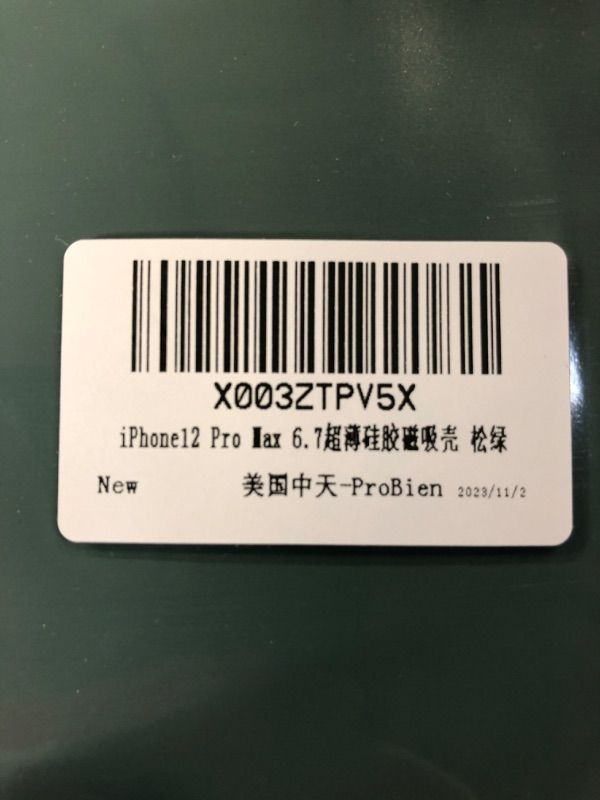 X003ZTPV5X
iPhone12 Pro Max 6.7超薄硅胶磁吸壳 松绿
New 美国中天-ProBien 2023/11/2